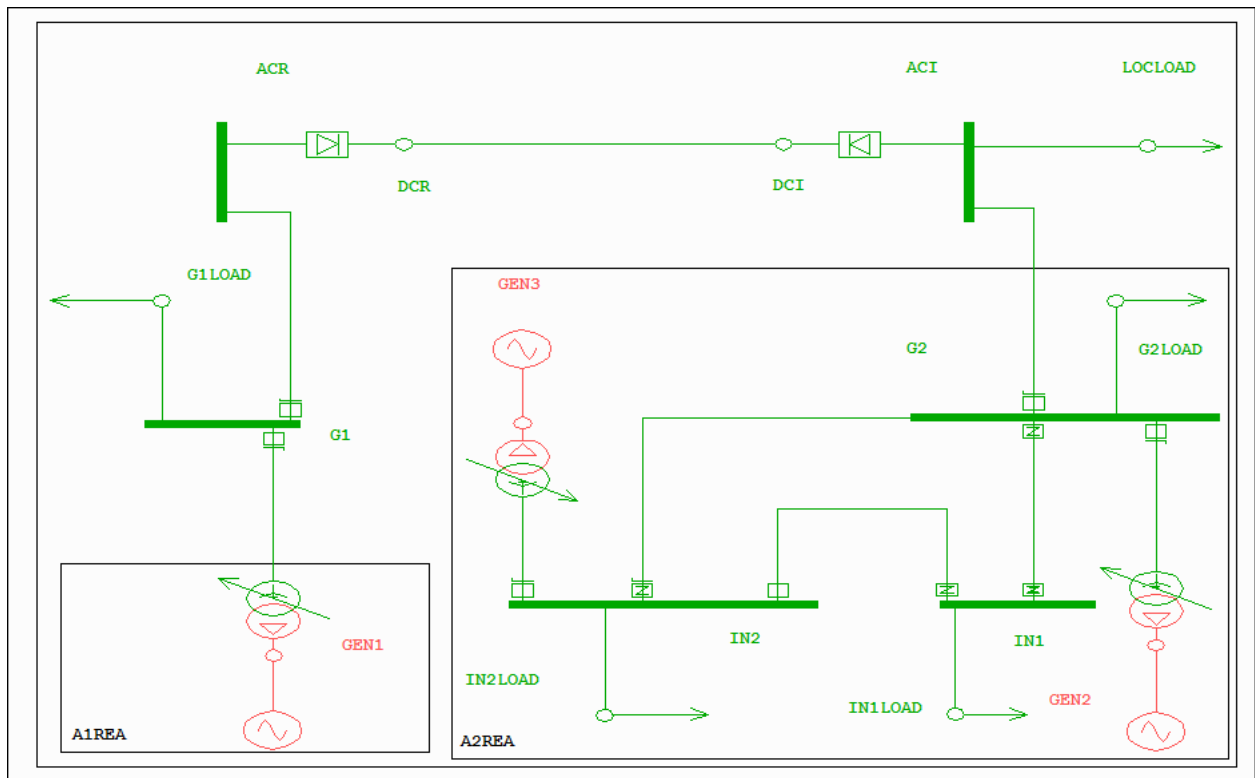 ACR
ACI
LOCLOAD
DCR
DCI
G1LOAD
GEN3
G2
G2LOAD
G1
IN2
IN1
GEN1
IN2LOAD
IN1LOAD
GEN2
A1REA
A2REA